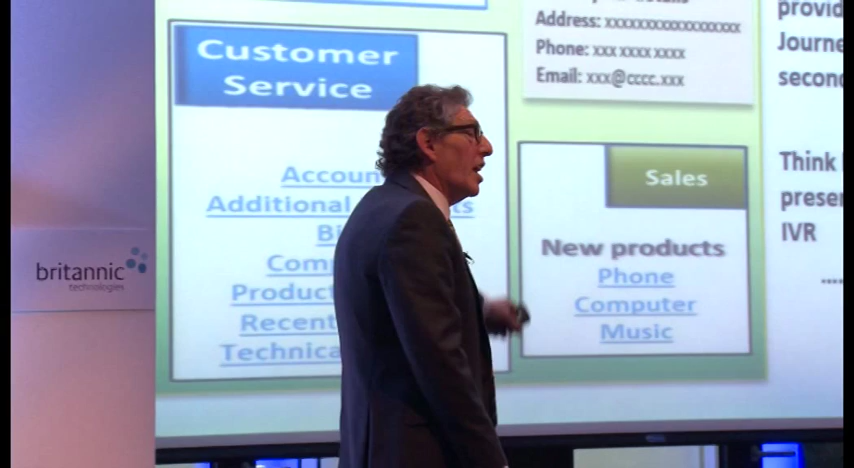 Address: xxxxxxxxxxxxxxxxxx
Phone: xxx xxxx xxxx
Email: xxx@cccc.xxx
Journe
second
Customer
Service
Accoun
Additional
Comp
Product
Recent
Technica
Sales
New products
Phone
Computer
Music
Think
presen
IVR
....
britannic
technologies